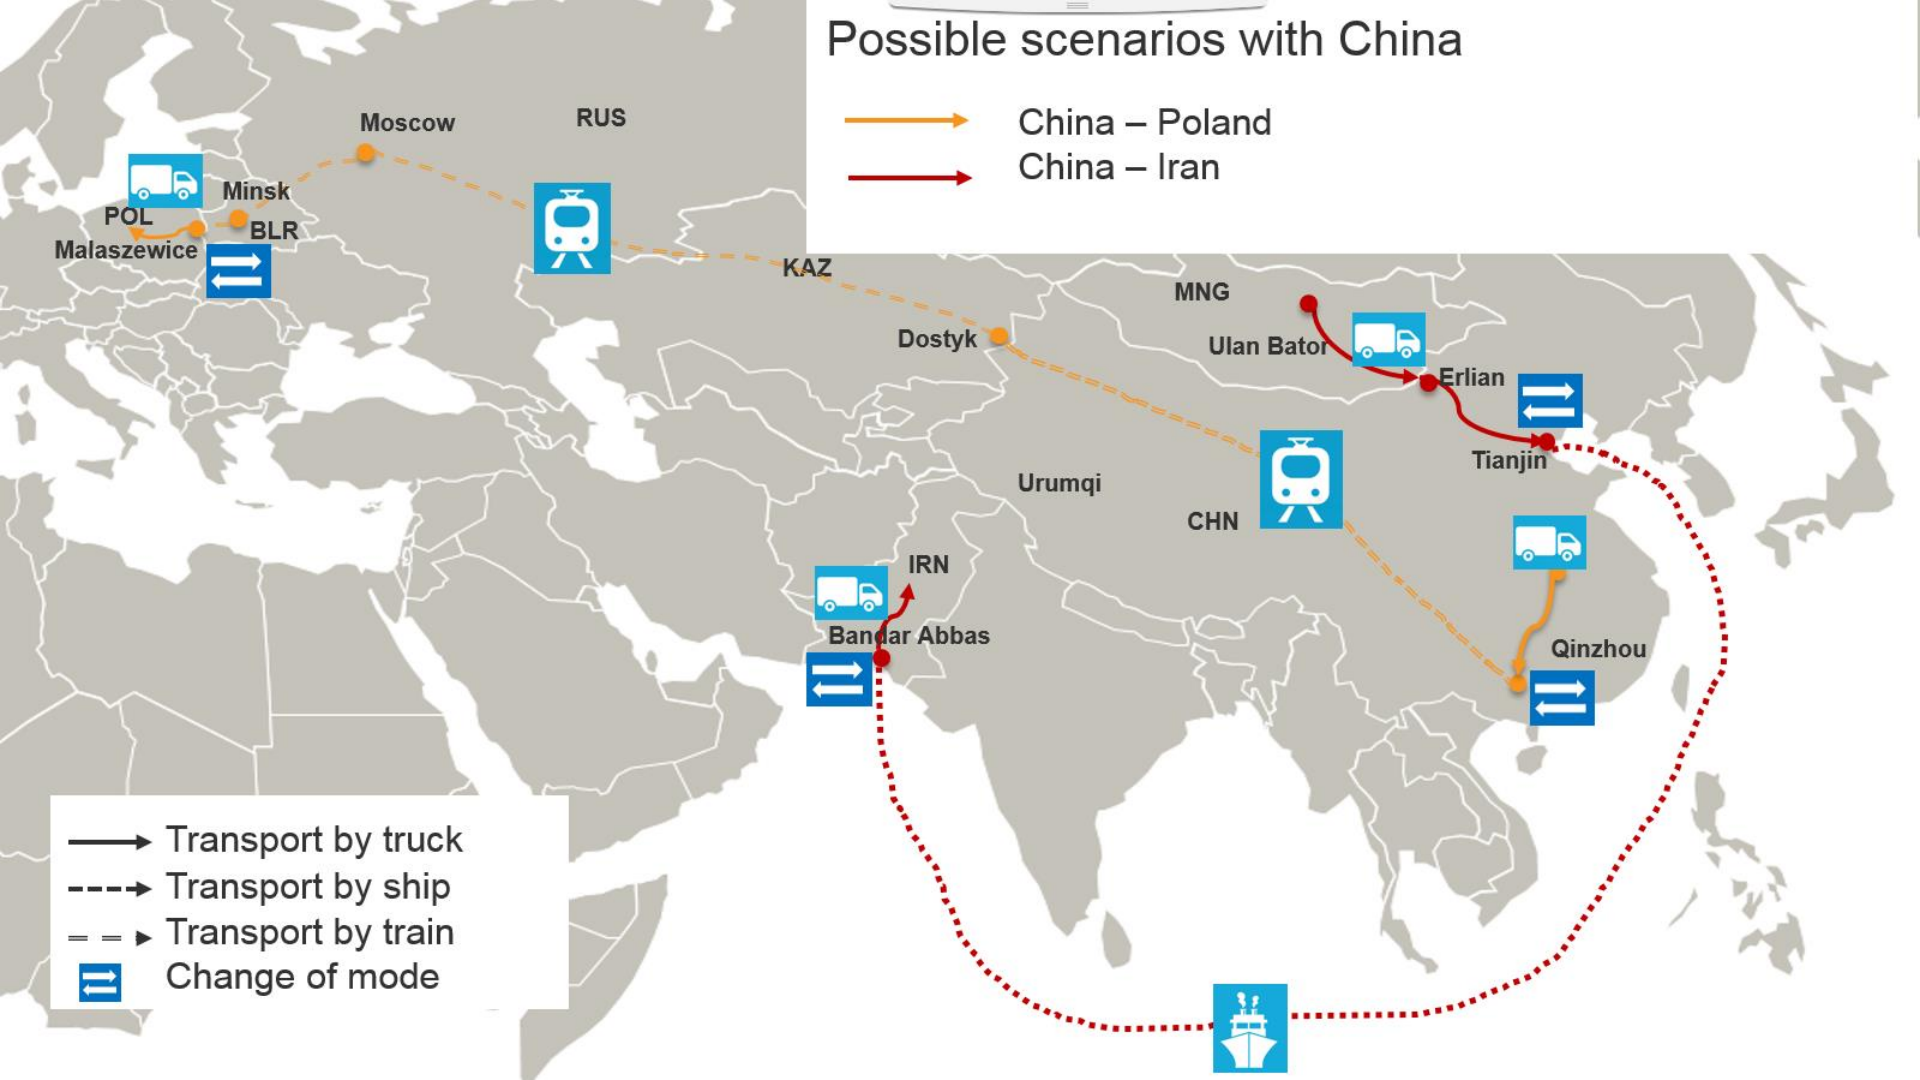 Possible scenarios with China
China – Poland
China – Iran
Moscow
RUS
Minsk
POL
BLR
Malaszewice
KAZ
MNG
Dostyk
Ulan Bator
Erlian
Tianjin
Urumqi
CHN
IRN
Bandar Abbas
Qinzhou
Transport by truck
Transport by ship
Transport by train
Change of mode